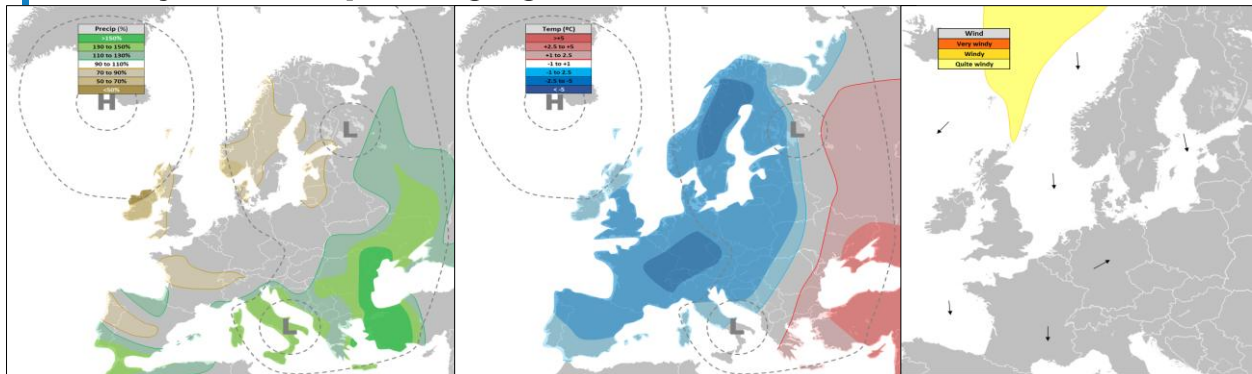 Precip (%)
>150%
130 to 150%
110 to 130%
90 to 110%
70 to 90%
50 to 70%
<50%
H
L
L
Temp (ºC)
>+5
+2.5 to +5
+1 to 2.5
-1 to +1
-1 to 2.5
-2.5 to -5
< -5
H
L
L
Wind
Very windy
Windy
Quite windy